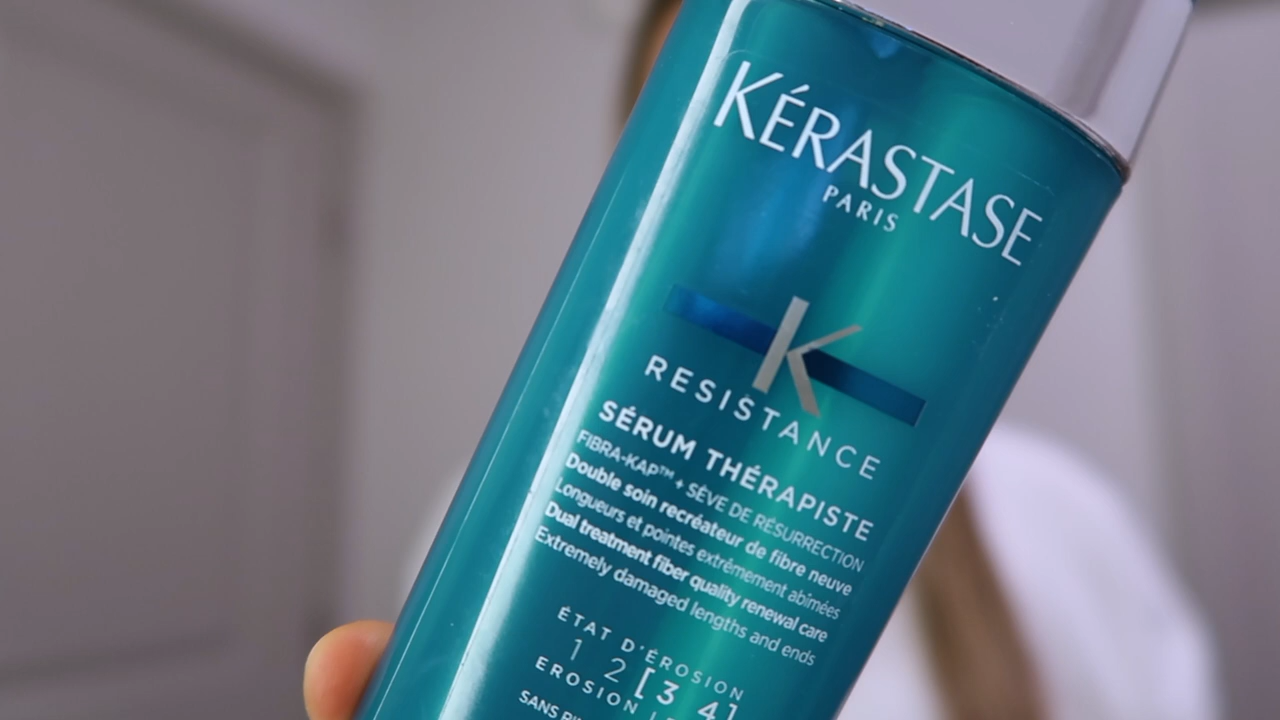 KÉRASTASE
PARIS
K
RESISTANCE
SÉRUM THÉRAPISTE
FIBRA-KAP™ + SÈVE DE RÉSURRECTION
Double soin recréateur de fibre neuve
Longueurs et pointes extrêmement abimées
Dual treatment fiber quality renewal care
Extremely damaged lengths and ends
ÉTAT D'ÉROSION
1 2 [3 4]
EROSION
SANS